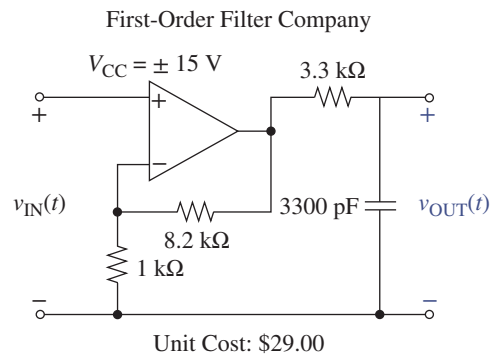 First-Order Filter Company
V_CC = ± 15 V
3.3 kΩ
+
+
+
−
v_IN(t)
3300 pF
v_OUT(t)
8.2 kΩ
1 kΩ
−
−
Unit Cost: $29.00